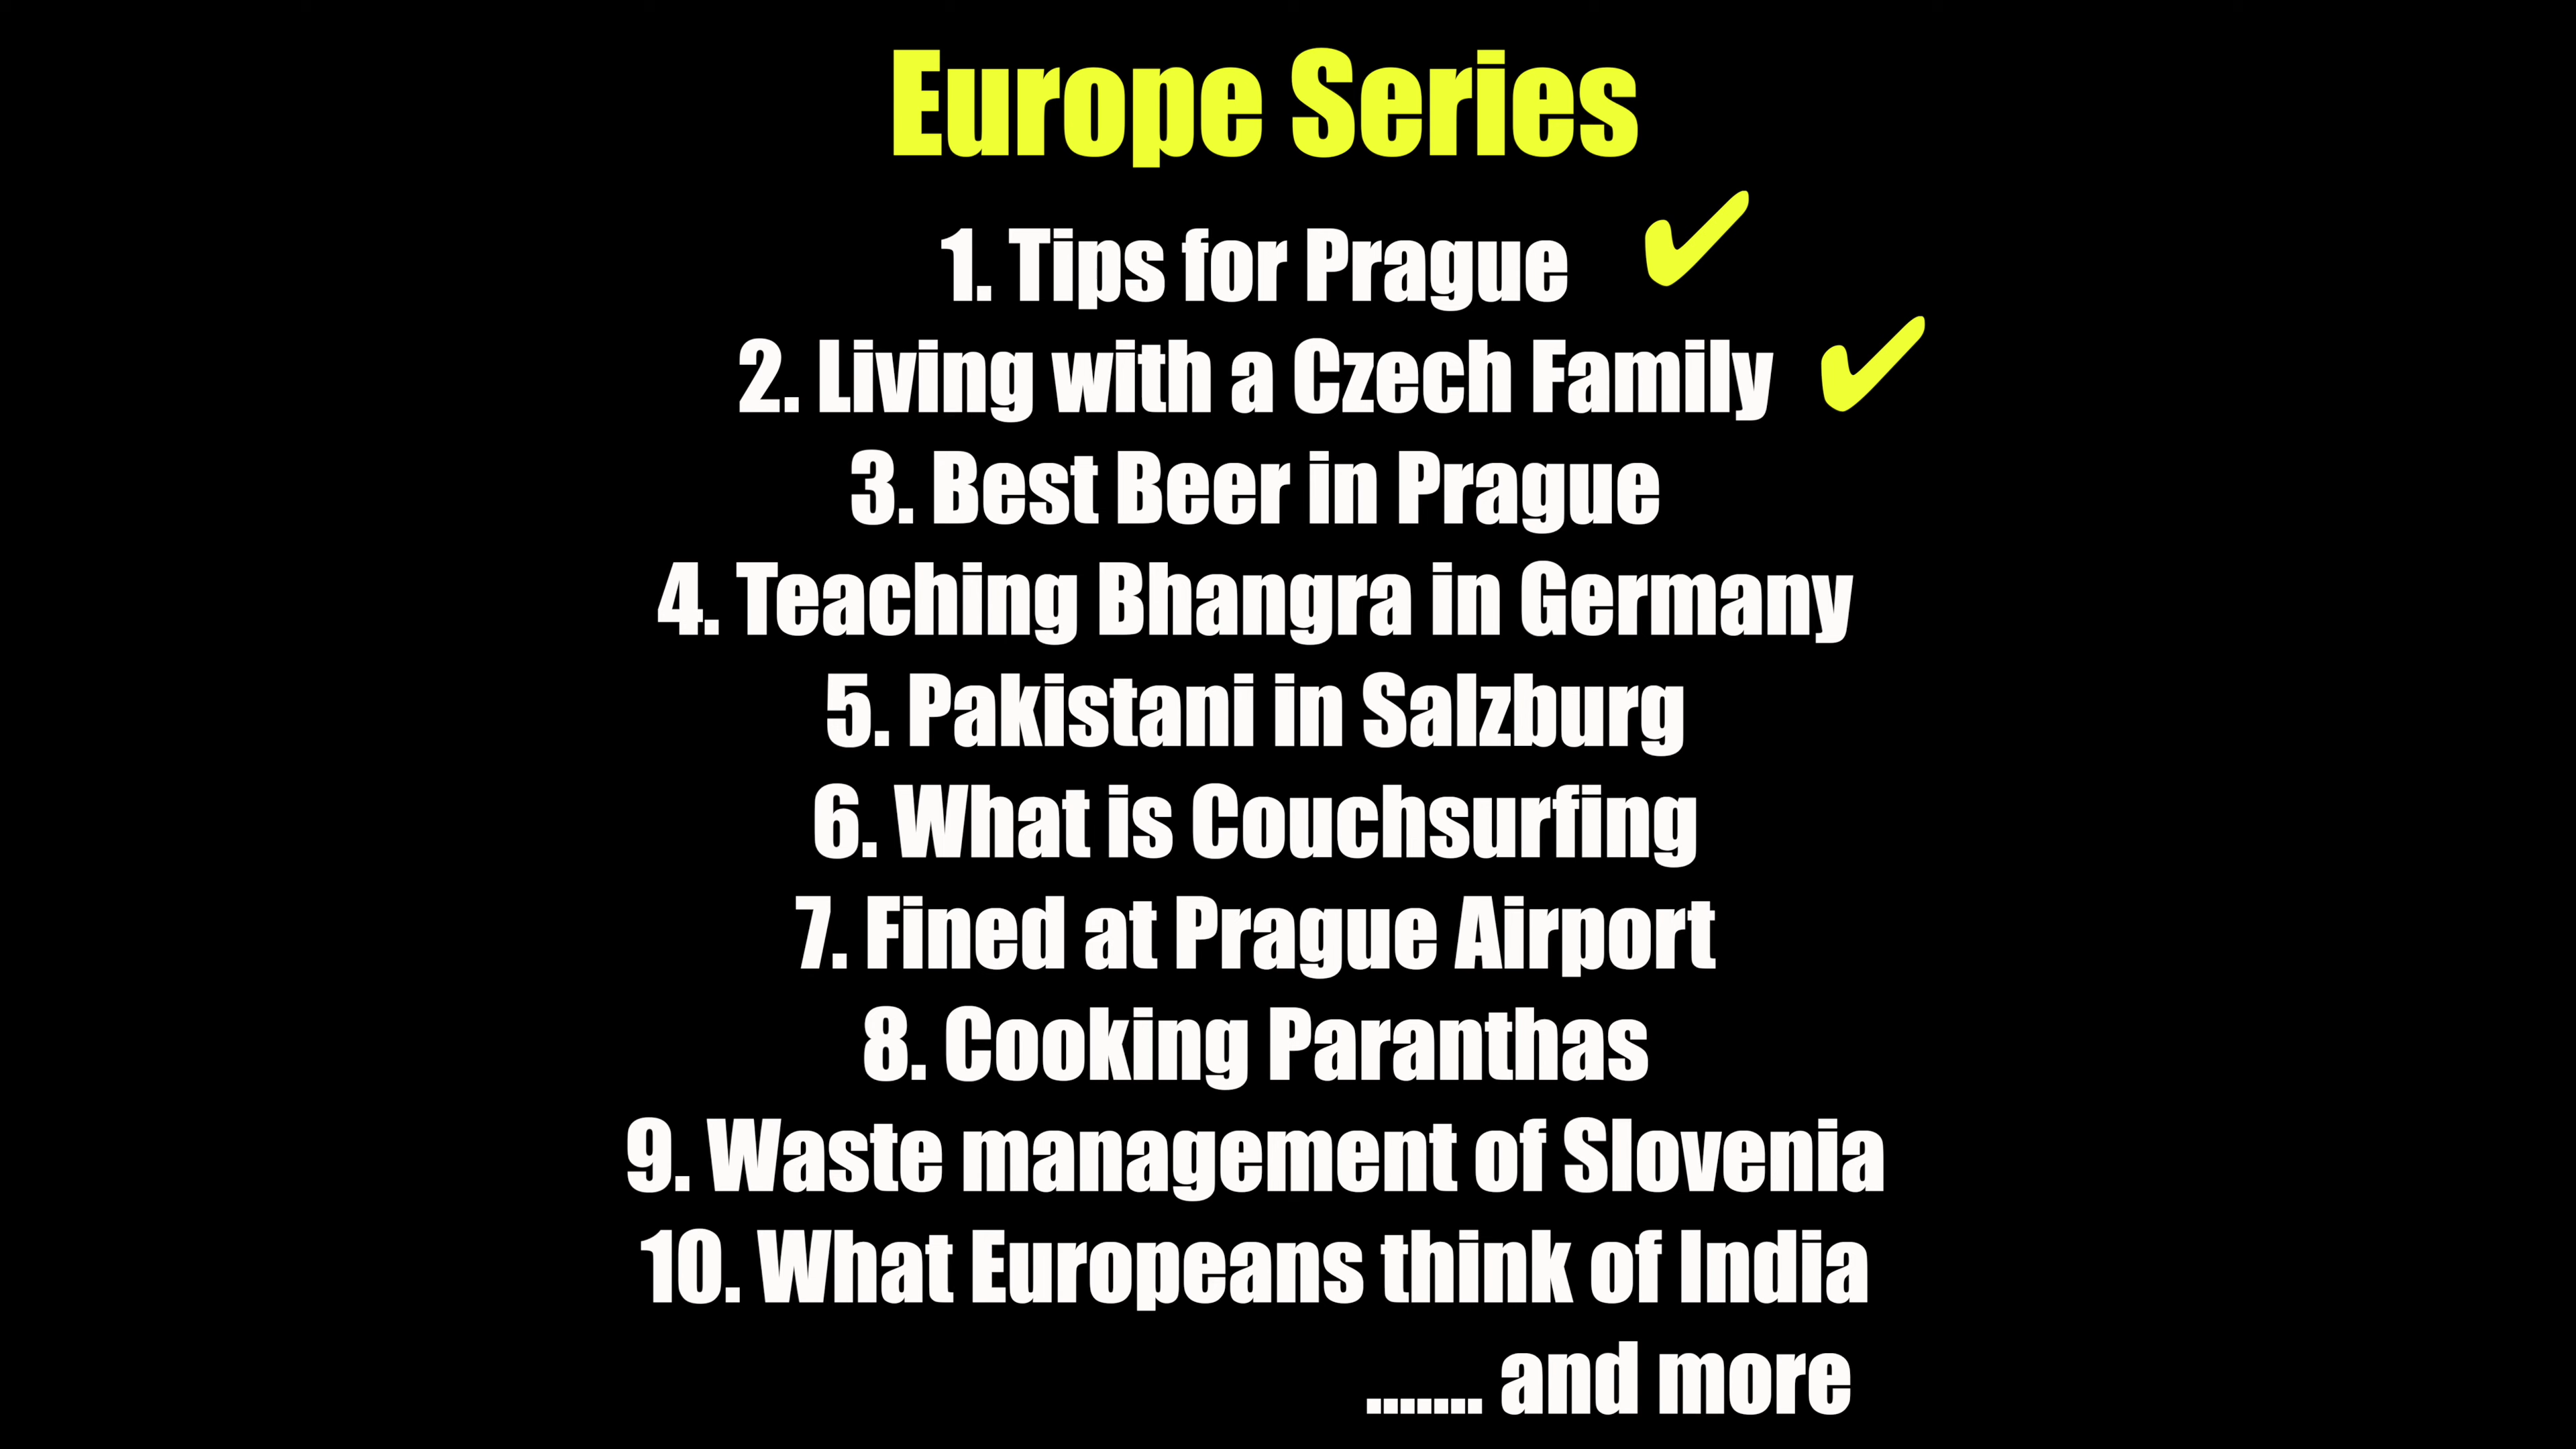 Europe Series
1. Tips for Prague ✔
2. Living with a Czech Family ✔
3. Best Beer in Prague
4. Teaching Bhangra in Germany
5. Pakistani in Salzburg
6. What is Couchsurfing
7. Fined at Prague Airport
8. Cooking Paranthas
9. Waste management of Slovenia
10. What Europeans think of India
....... and more